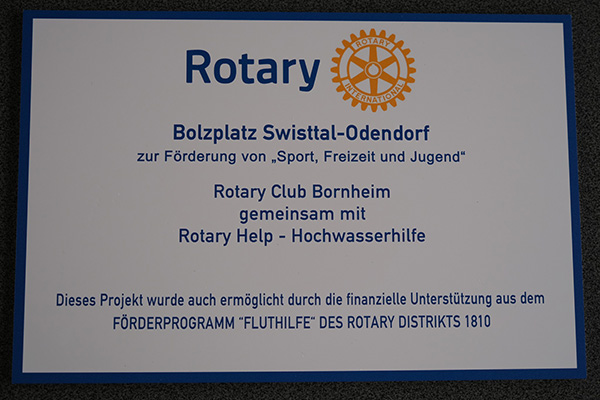 Rotary
ROTARY
INTERNATIONAL
Bolzplatz Swisttal-Odendorf
zur Förderung von „Sport, Freizeit und Jugend“
Rotary Club Bornheim
gemeinsam mit
Rotary Help - Hochwasserhilfe
Dieses Projekt wurde auch ermöglicht durch die finanzielle Unterstützung aus dem
FÖRDERPROGRAMM "FLUTHILFE" DES ROTARY DISTRIKTS 1810